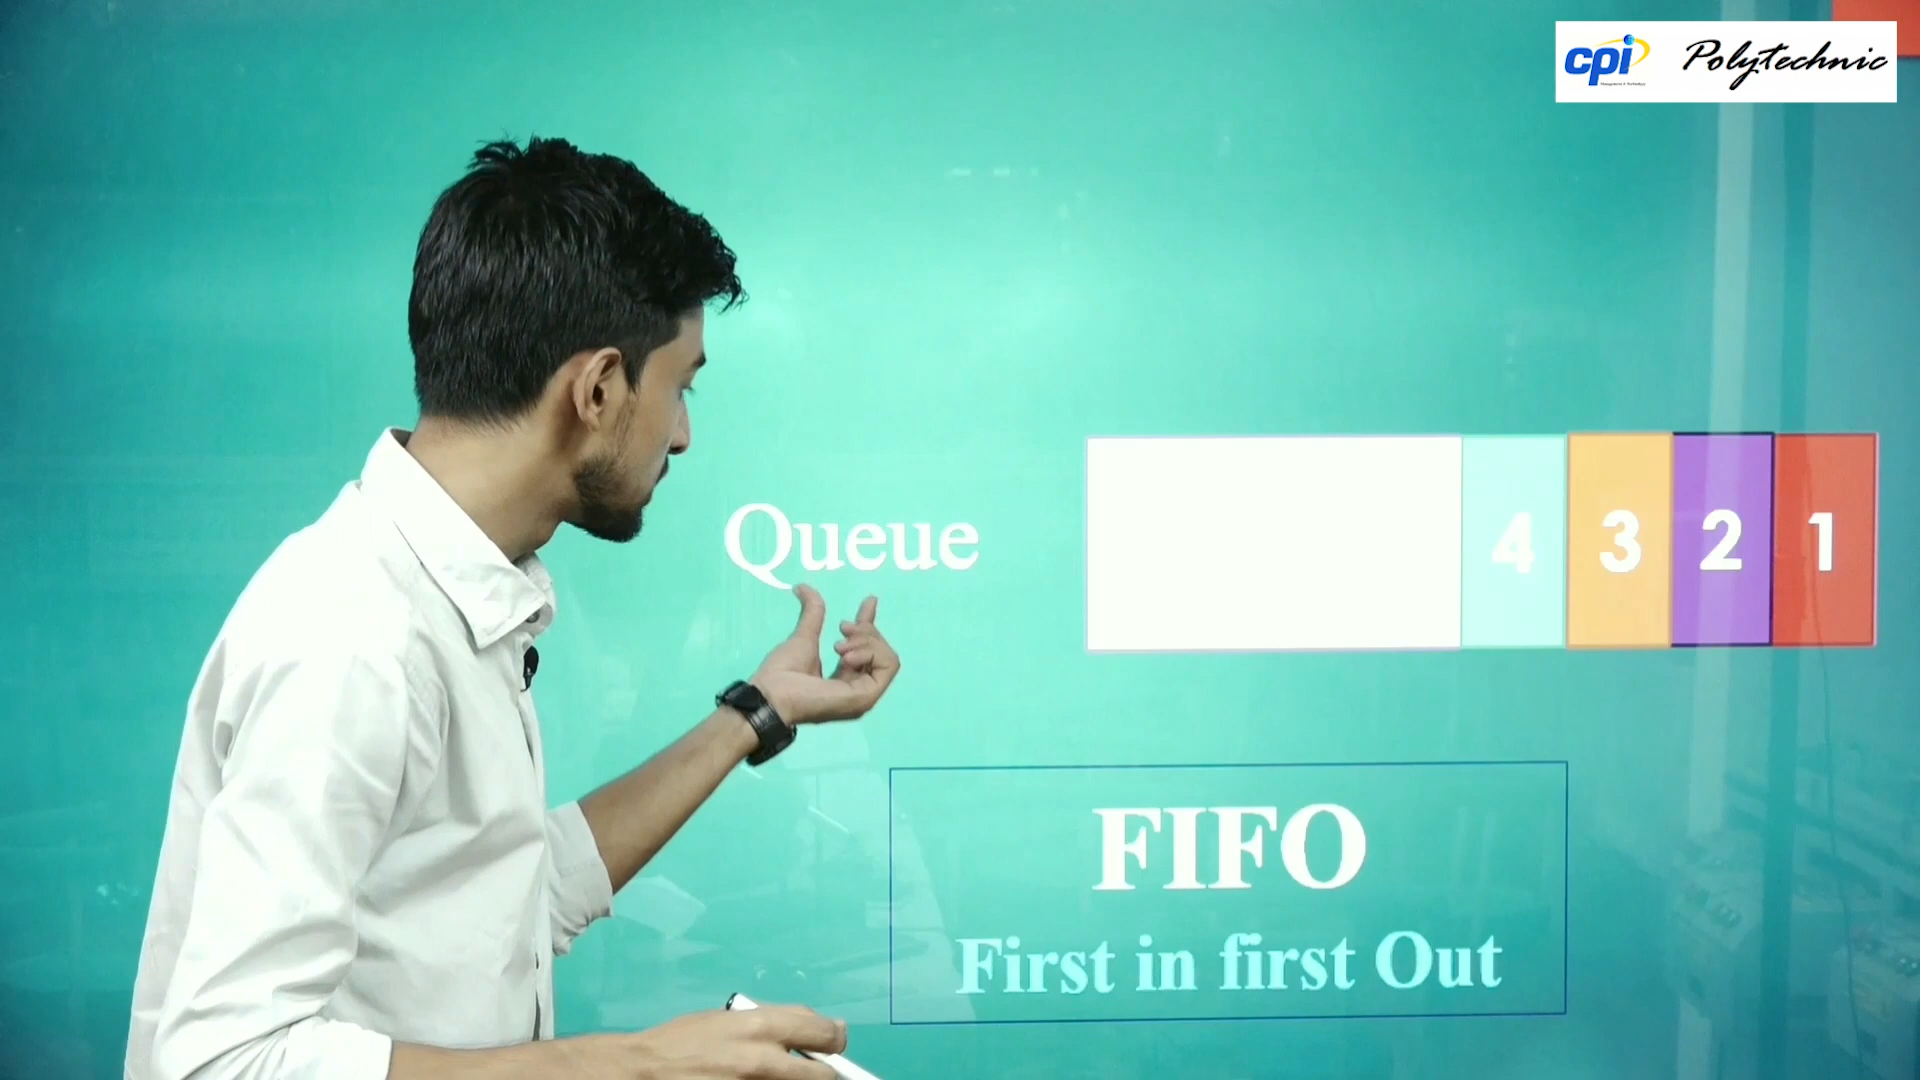 cpi Polytechnic
Queue
4 3 2 1
FIFO
First in first Out